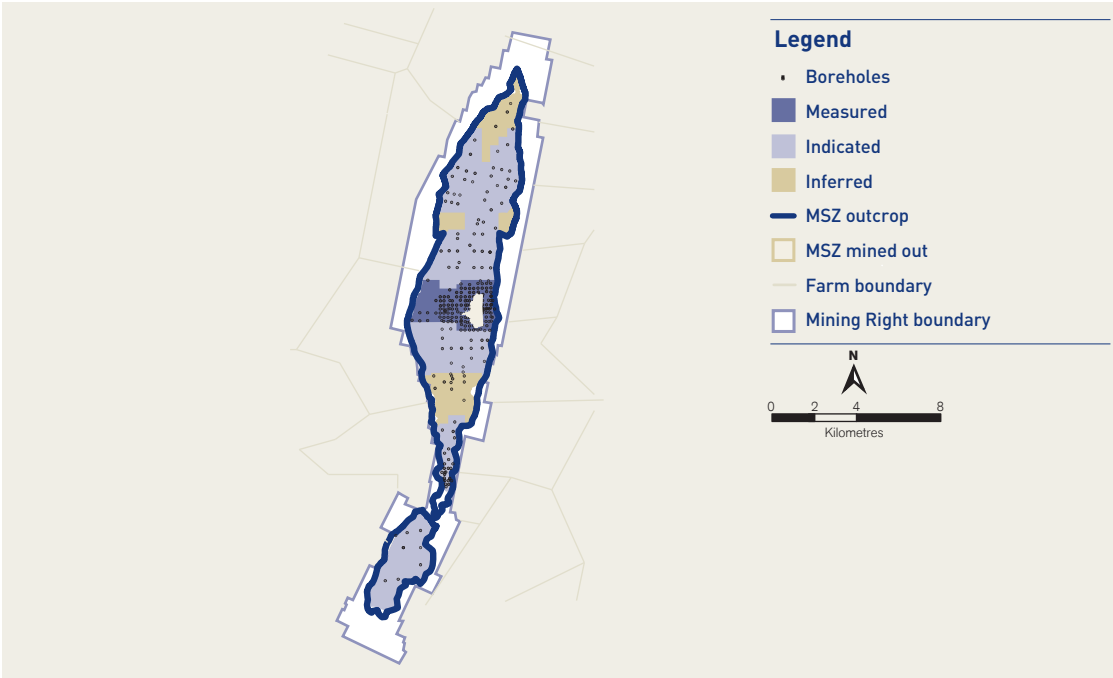 Legend
Boreholes
Measured
Indicated
Inferred
MSZ outcrop
MSZ mined out
Farm boundary
Mining Right boundary
N
0 2 4 8
Kilometres